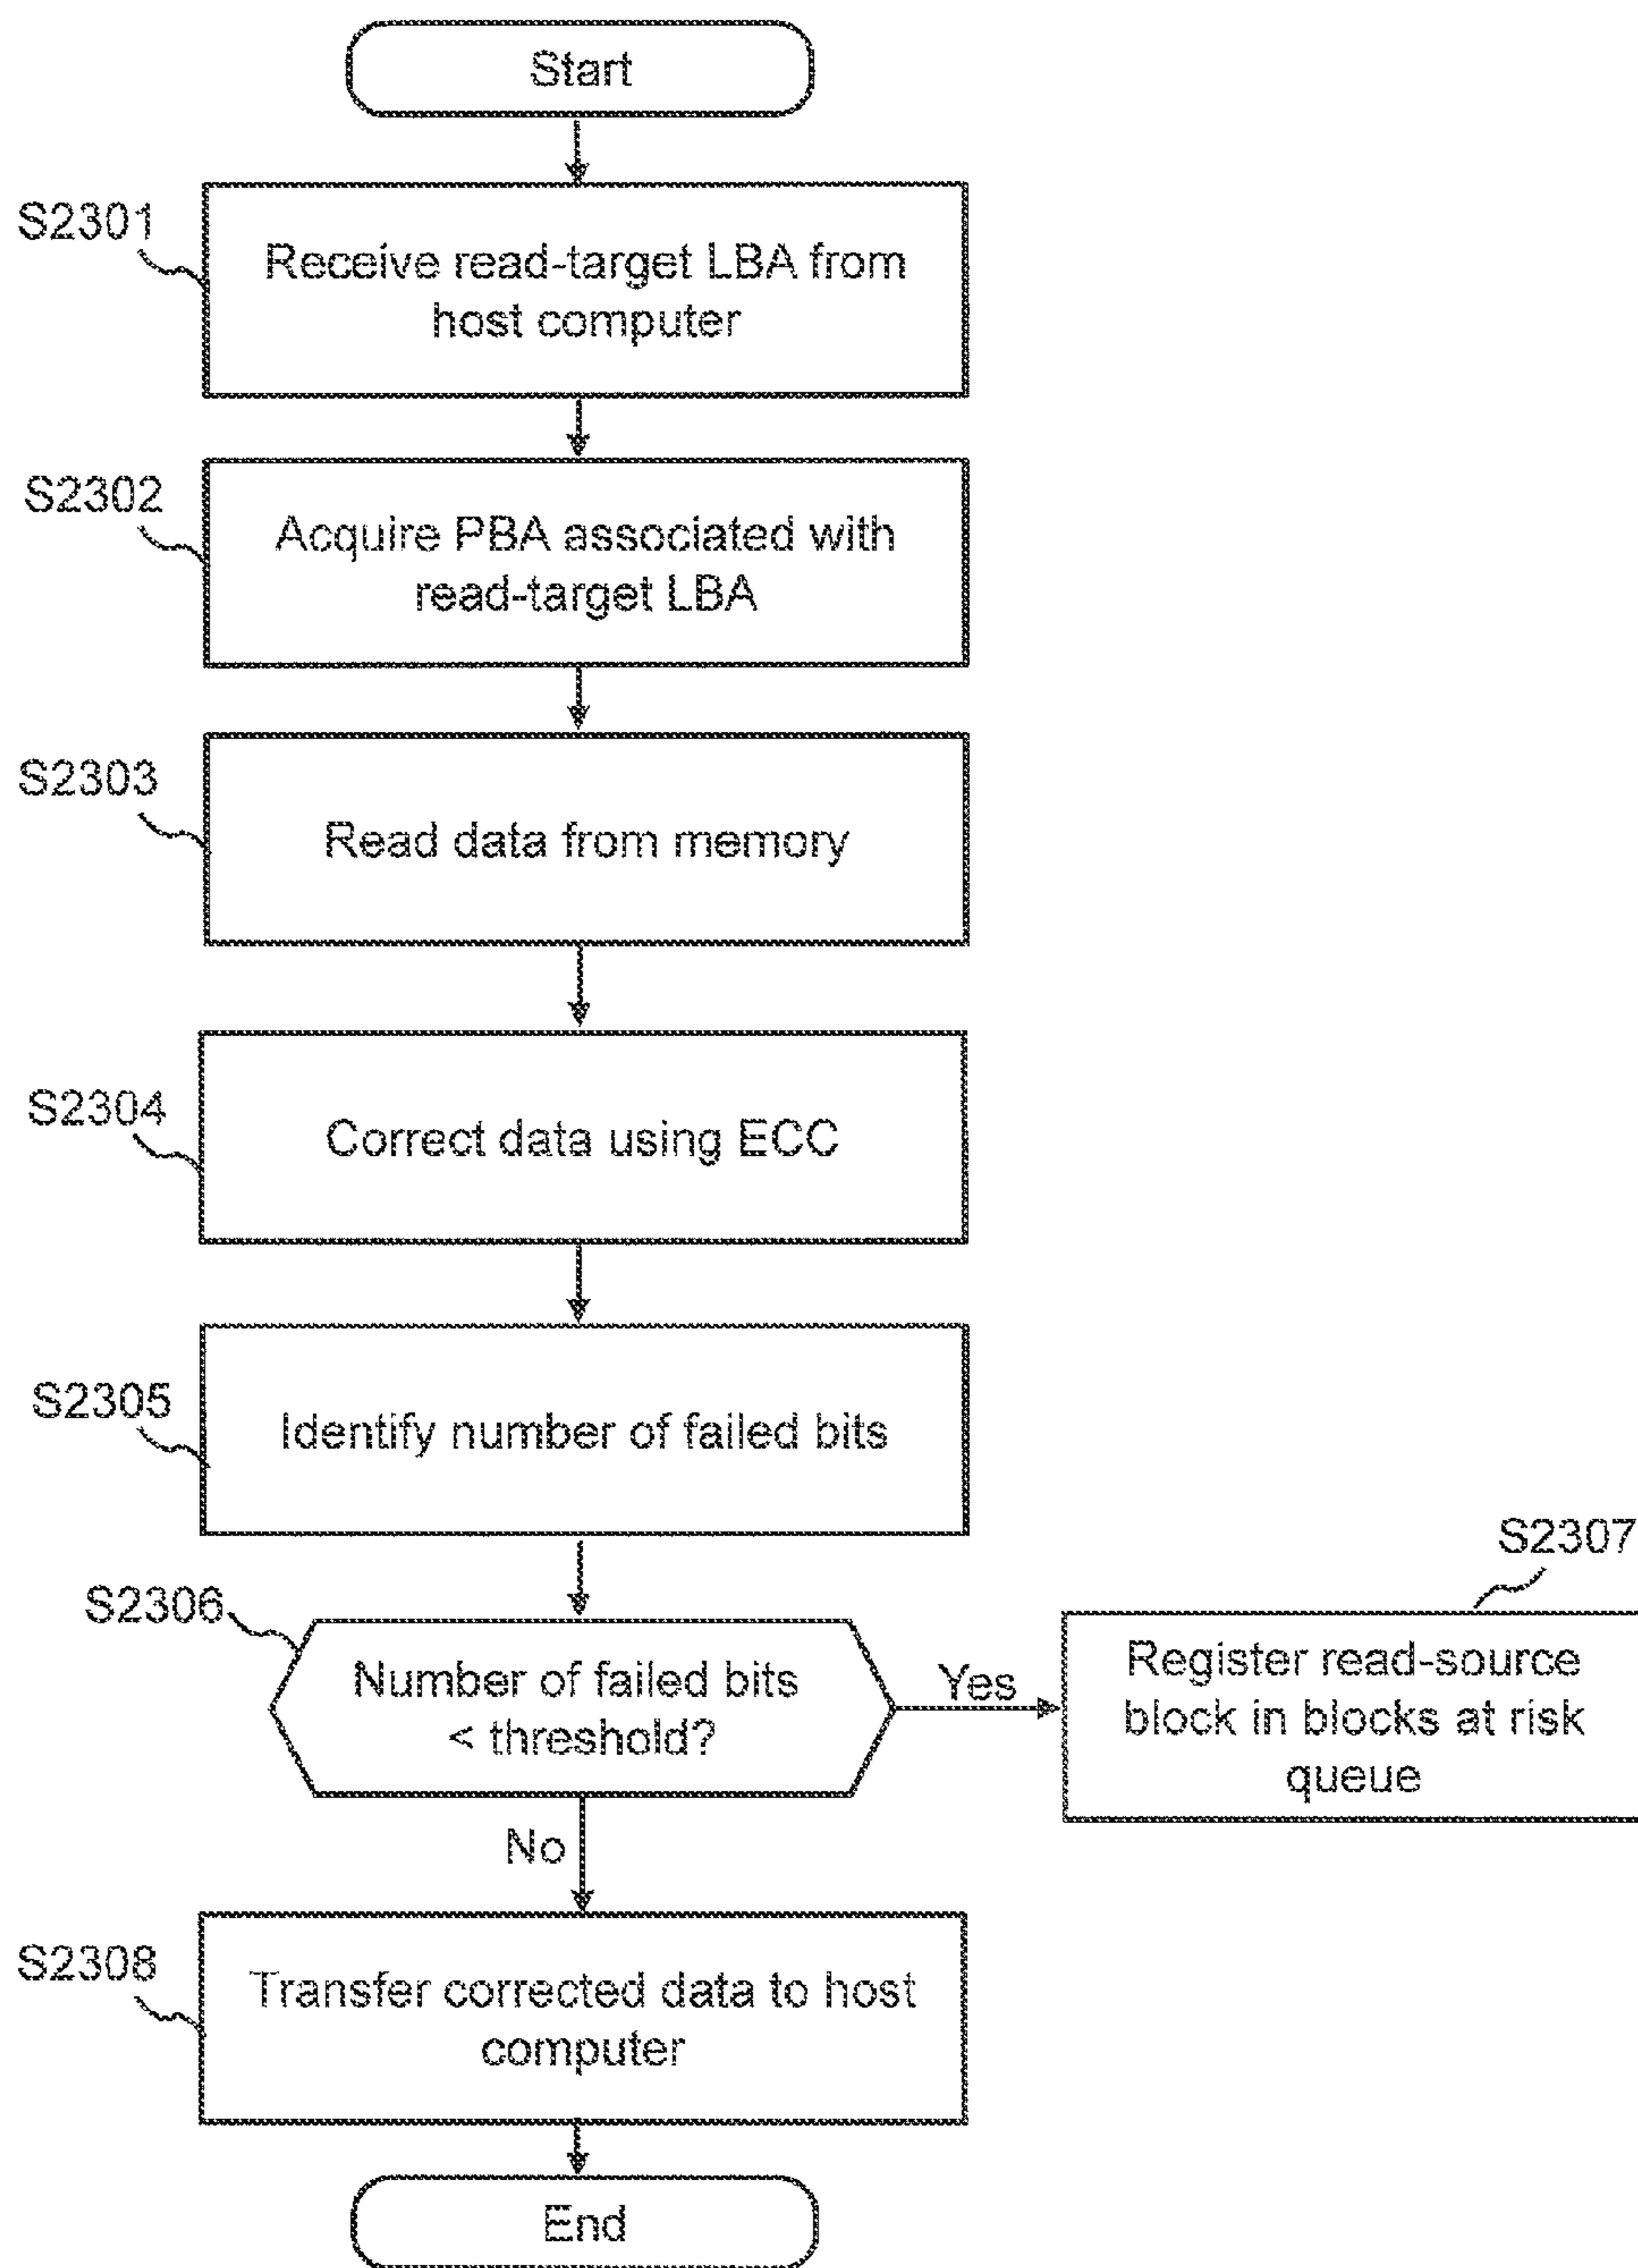 Start
S2301
Receive read-target LBA from
host computer
S2302
Acquire PBA associated with
read-target LBA
S2303
Read data from memory
S2304
Correct data using ECC
S2305
Identify number of failed bits
S2306
Number of failed bits
< threshold?
Yes
S2307
Register read-source
block in blocks at risk
queue
No
S2308
Transfer corrected data to host
computer
End